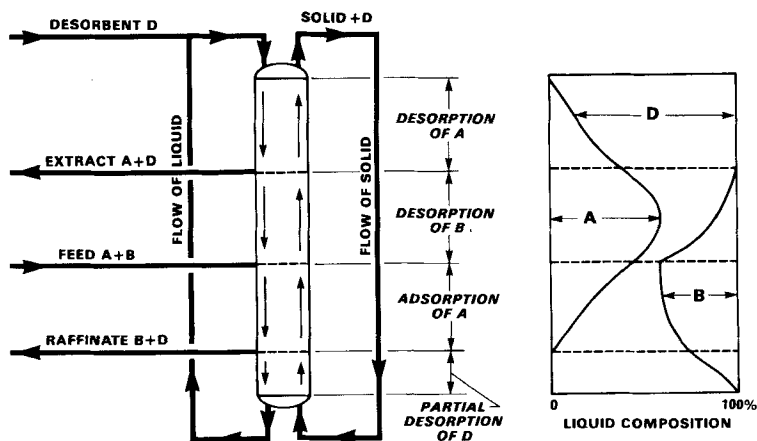 DESORBENT D
SOLID +D
EXTRACT A+D
FEED A+B
RAFFINATE B+D
FLOW OF LIQUID
FLOW OF SOLID
DESORPTION
OF A
DESORPTION
OF B
ADSORPTION
OF A
PARTIAL
DESORPTION
OF D
D
A
B
0
100%
LIQUID COMPOSITION